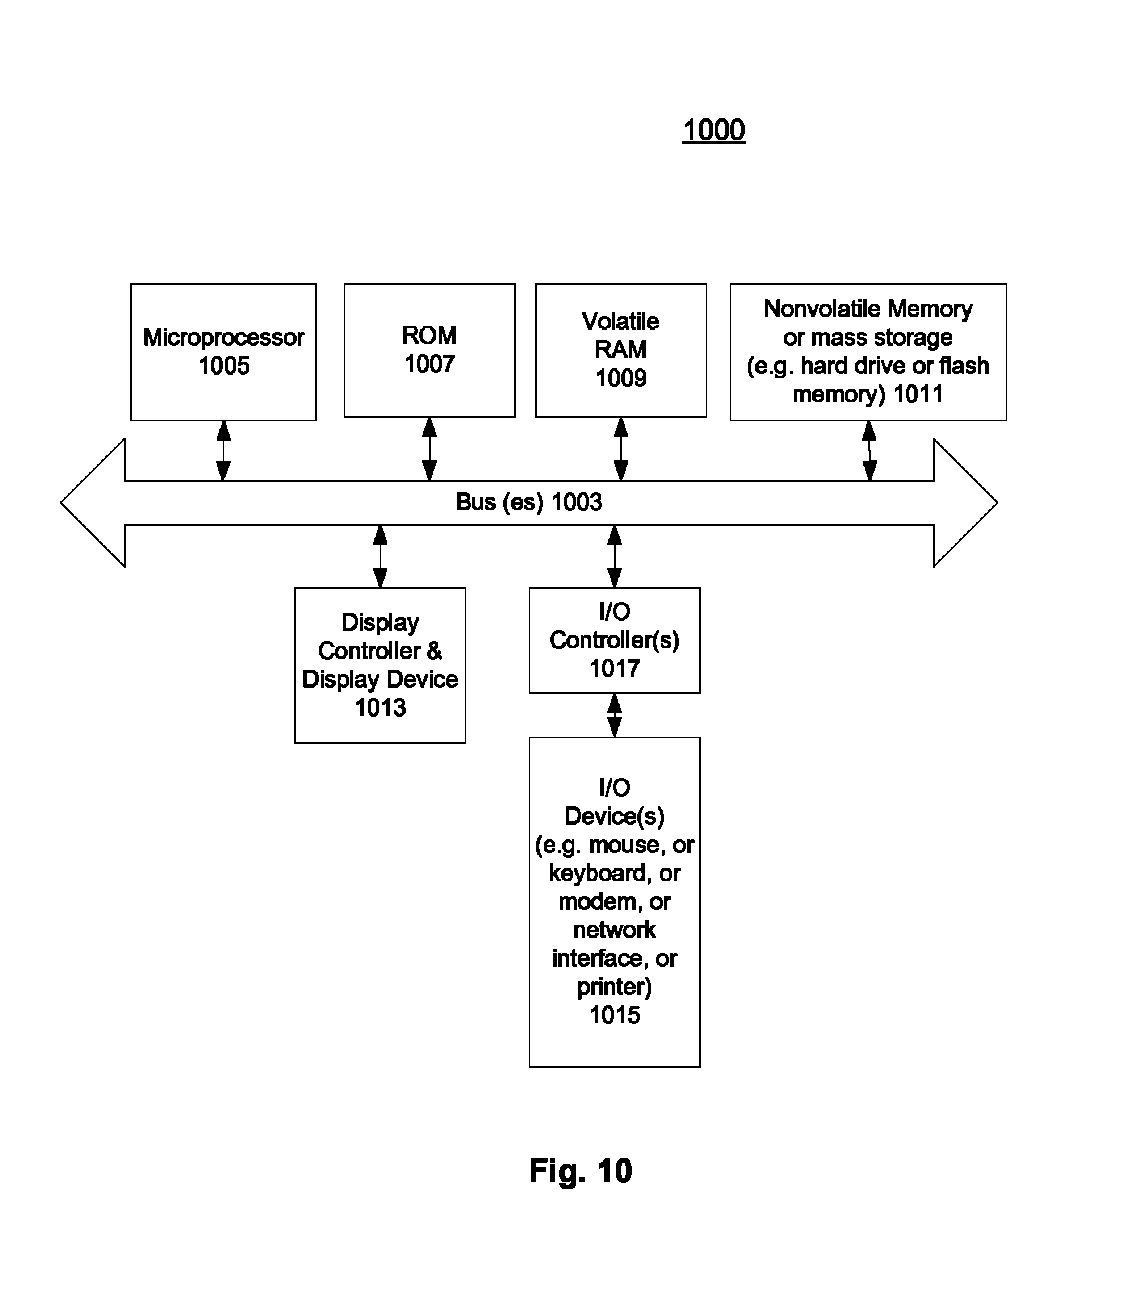 1000
Microprocessor
1005
ROM
1007
Volatile
RAM
1009
Nonvolatile Memory
or mass storage
(e.g. hard drive or flash
memory) 1011
Bus (es) 1003
Display
Controller &
Display Device
1013
I/O
Controller(s)
1017
I/O
Device(s)
(e.g. mouse, or
keyboard, or
modem, or
network
interface, or
printer)
1015
Fig. 10